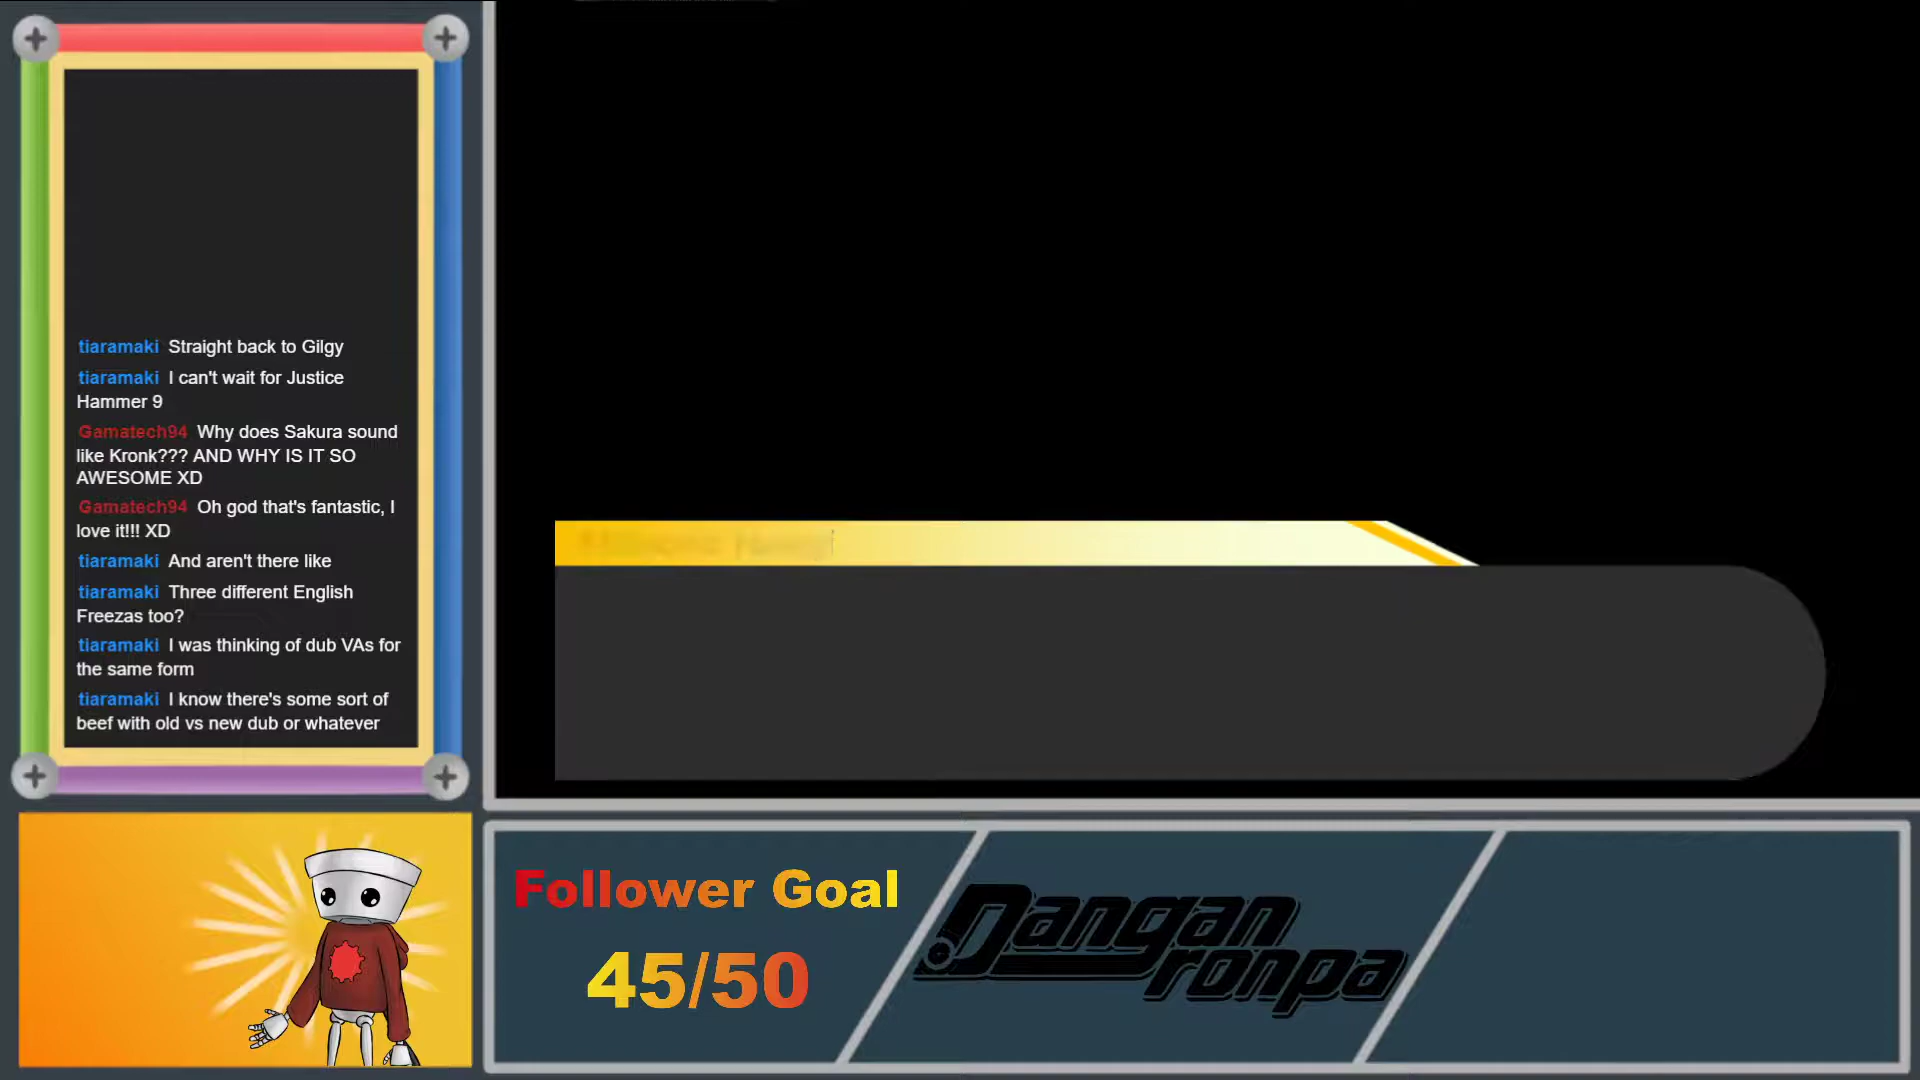 tiaramaki Straight back to Gilgy
tiaramaki I can't wait for Justice
Hammer 9
Gamatech94 Why does Sakura sound
like Kronk??? AND WHY IS IT SO
AWESOME XD
Gamatech94 Oh god that's fantastic, I
love it!!! XD
tiaramaki And aren't there like
tiaramaki Three different English
Freezas too?
tiaramaki I was thinking of dub VAs for
the same form
tiaramaki I know there's some sort of
beef with old vs new dub or whatever
Follower Goal
45/50
Dangan
ronpa